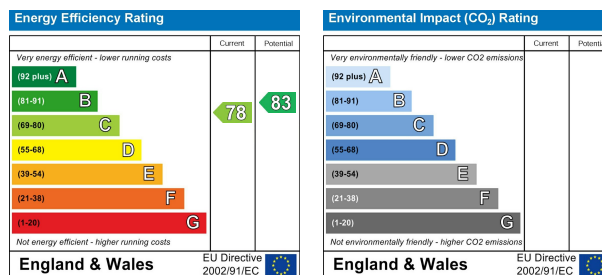 Energy Efficiency Rating
Current Potential
Very energy efficient - lower running costs
(92 plus) A
(81-91) B
(69-80) C
(55-68) D
(39-54) E
(21-38) F
(1-20) G
78
83
Not energy efficient - higher running costs
England & Wales
EU Directive
2002/91/EC
Environmental Impact (CO₂) Rating
Current Potential
Very environmentally friendly - lower CO2 emissions
(92 plus) A
(81-91) B
(69-80) C
(55-68) D
(39-54) E
(21-38) F
(1-20) G
Not environmentally friendly - higher CO2 emissions
England & Wales
EU Directive
2002/91/EC